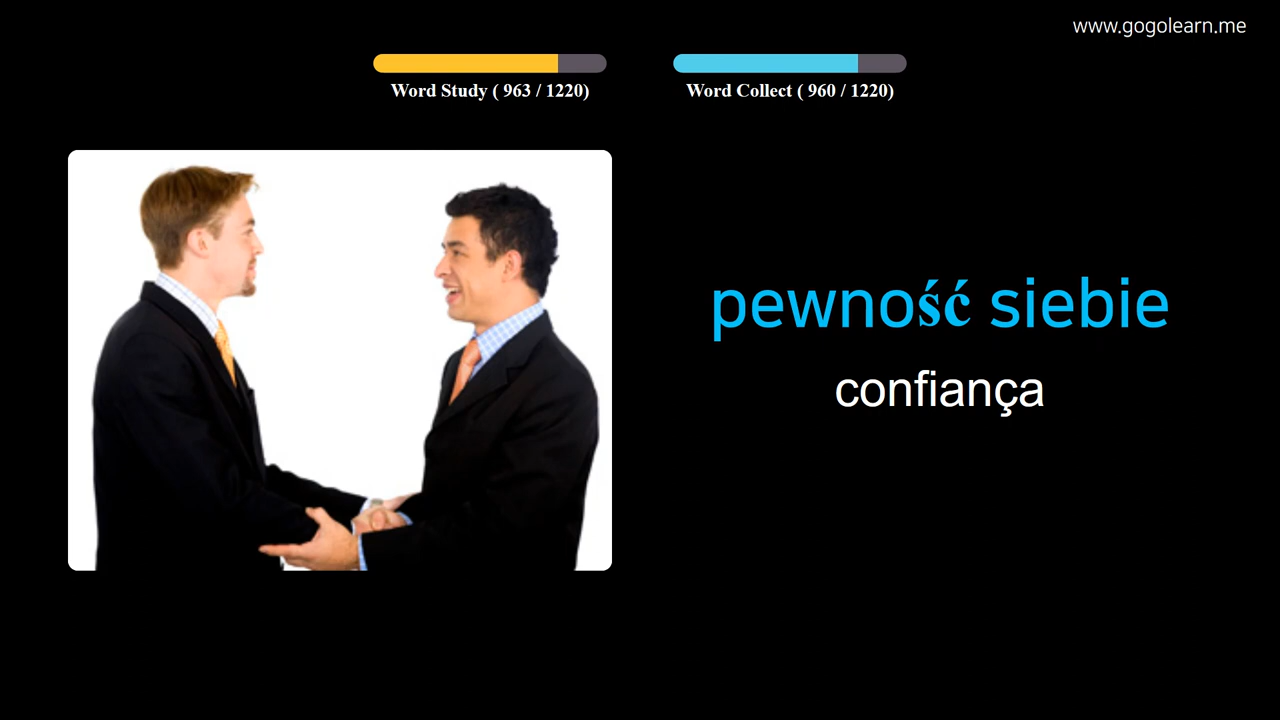 www.gogolearn.me
Word Study ( 963 / 1220)
Word Collect ( 960 / 1220)
pewność siebie
confiança